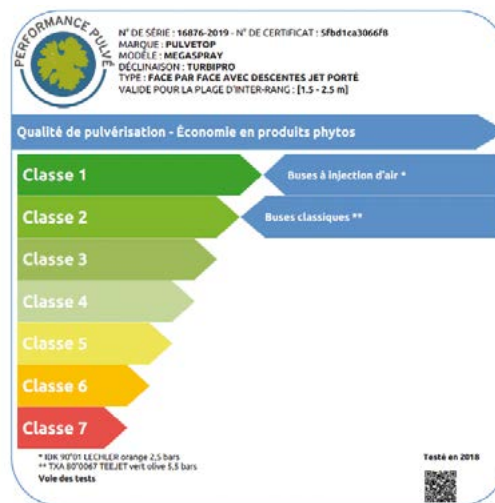 PERFORMANCE PULVÉ
N° DE SÉRIE : 16876-2019 - N° DE CERTIFICAT : 5fbd1ca3066f8
MARQUE : PULVETOP
MODÈLE : MEGASPRAY
DÉCLINAISON : TURBIPRO
TYPE : FACE PAR FACE AVEC DESCENTES JET PORTÉ
VALIDE POUR LA PLAGE D'INTER-RANG : [1.5 - 2.5 m]
Qualité de pulvérisation - Économie en produits phytos
Classe 1
Buses à injection d'air *
Classe 2
Buses classiques **
Classe 3
Classe 4
Classe 5
Classe 6
Classe 7
* IDK 90°01 LECHLER orange 2,5 bars
** TXA 80°0067 TEEJET vert olive 5,5 bars
Voie des tests
Testé en 2018